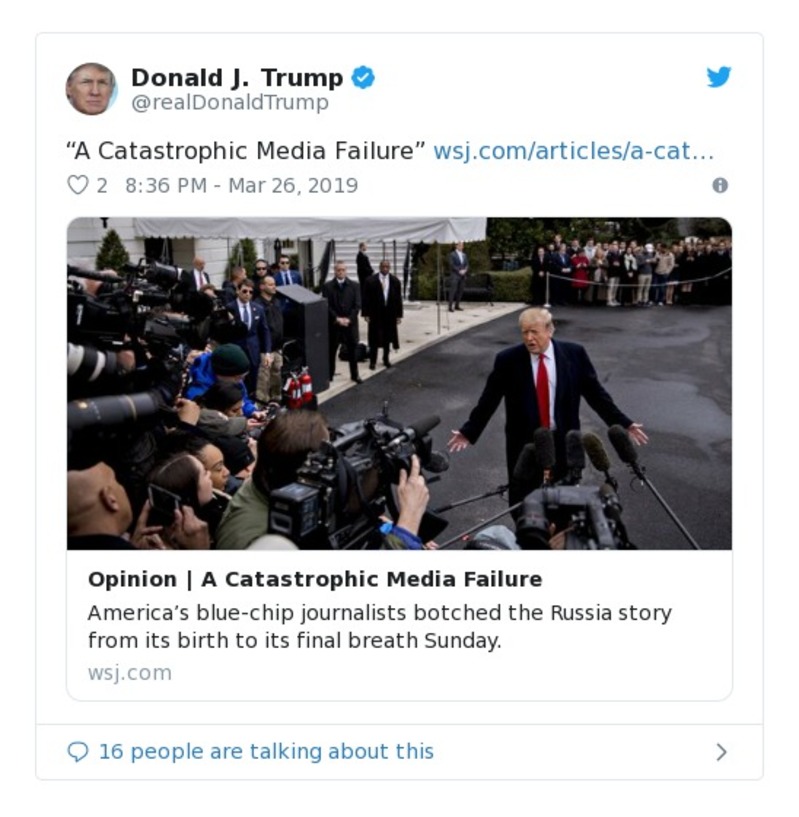 Donald J. Trump
@realDonaldTrump
“A Catastrophic Media Failure” wsj.com/articles/a-cat…
2 8:36 PM - Mar 26, 2019
Opinion | A Catastrophic Media Failure
America’s blue-chip journalists botched the Russia story
from its birth to its final breath Sunday.
wsj.com
16 people are talking about this